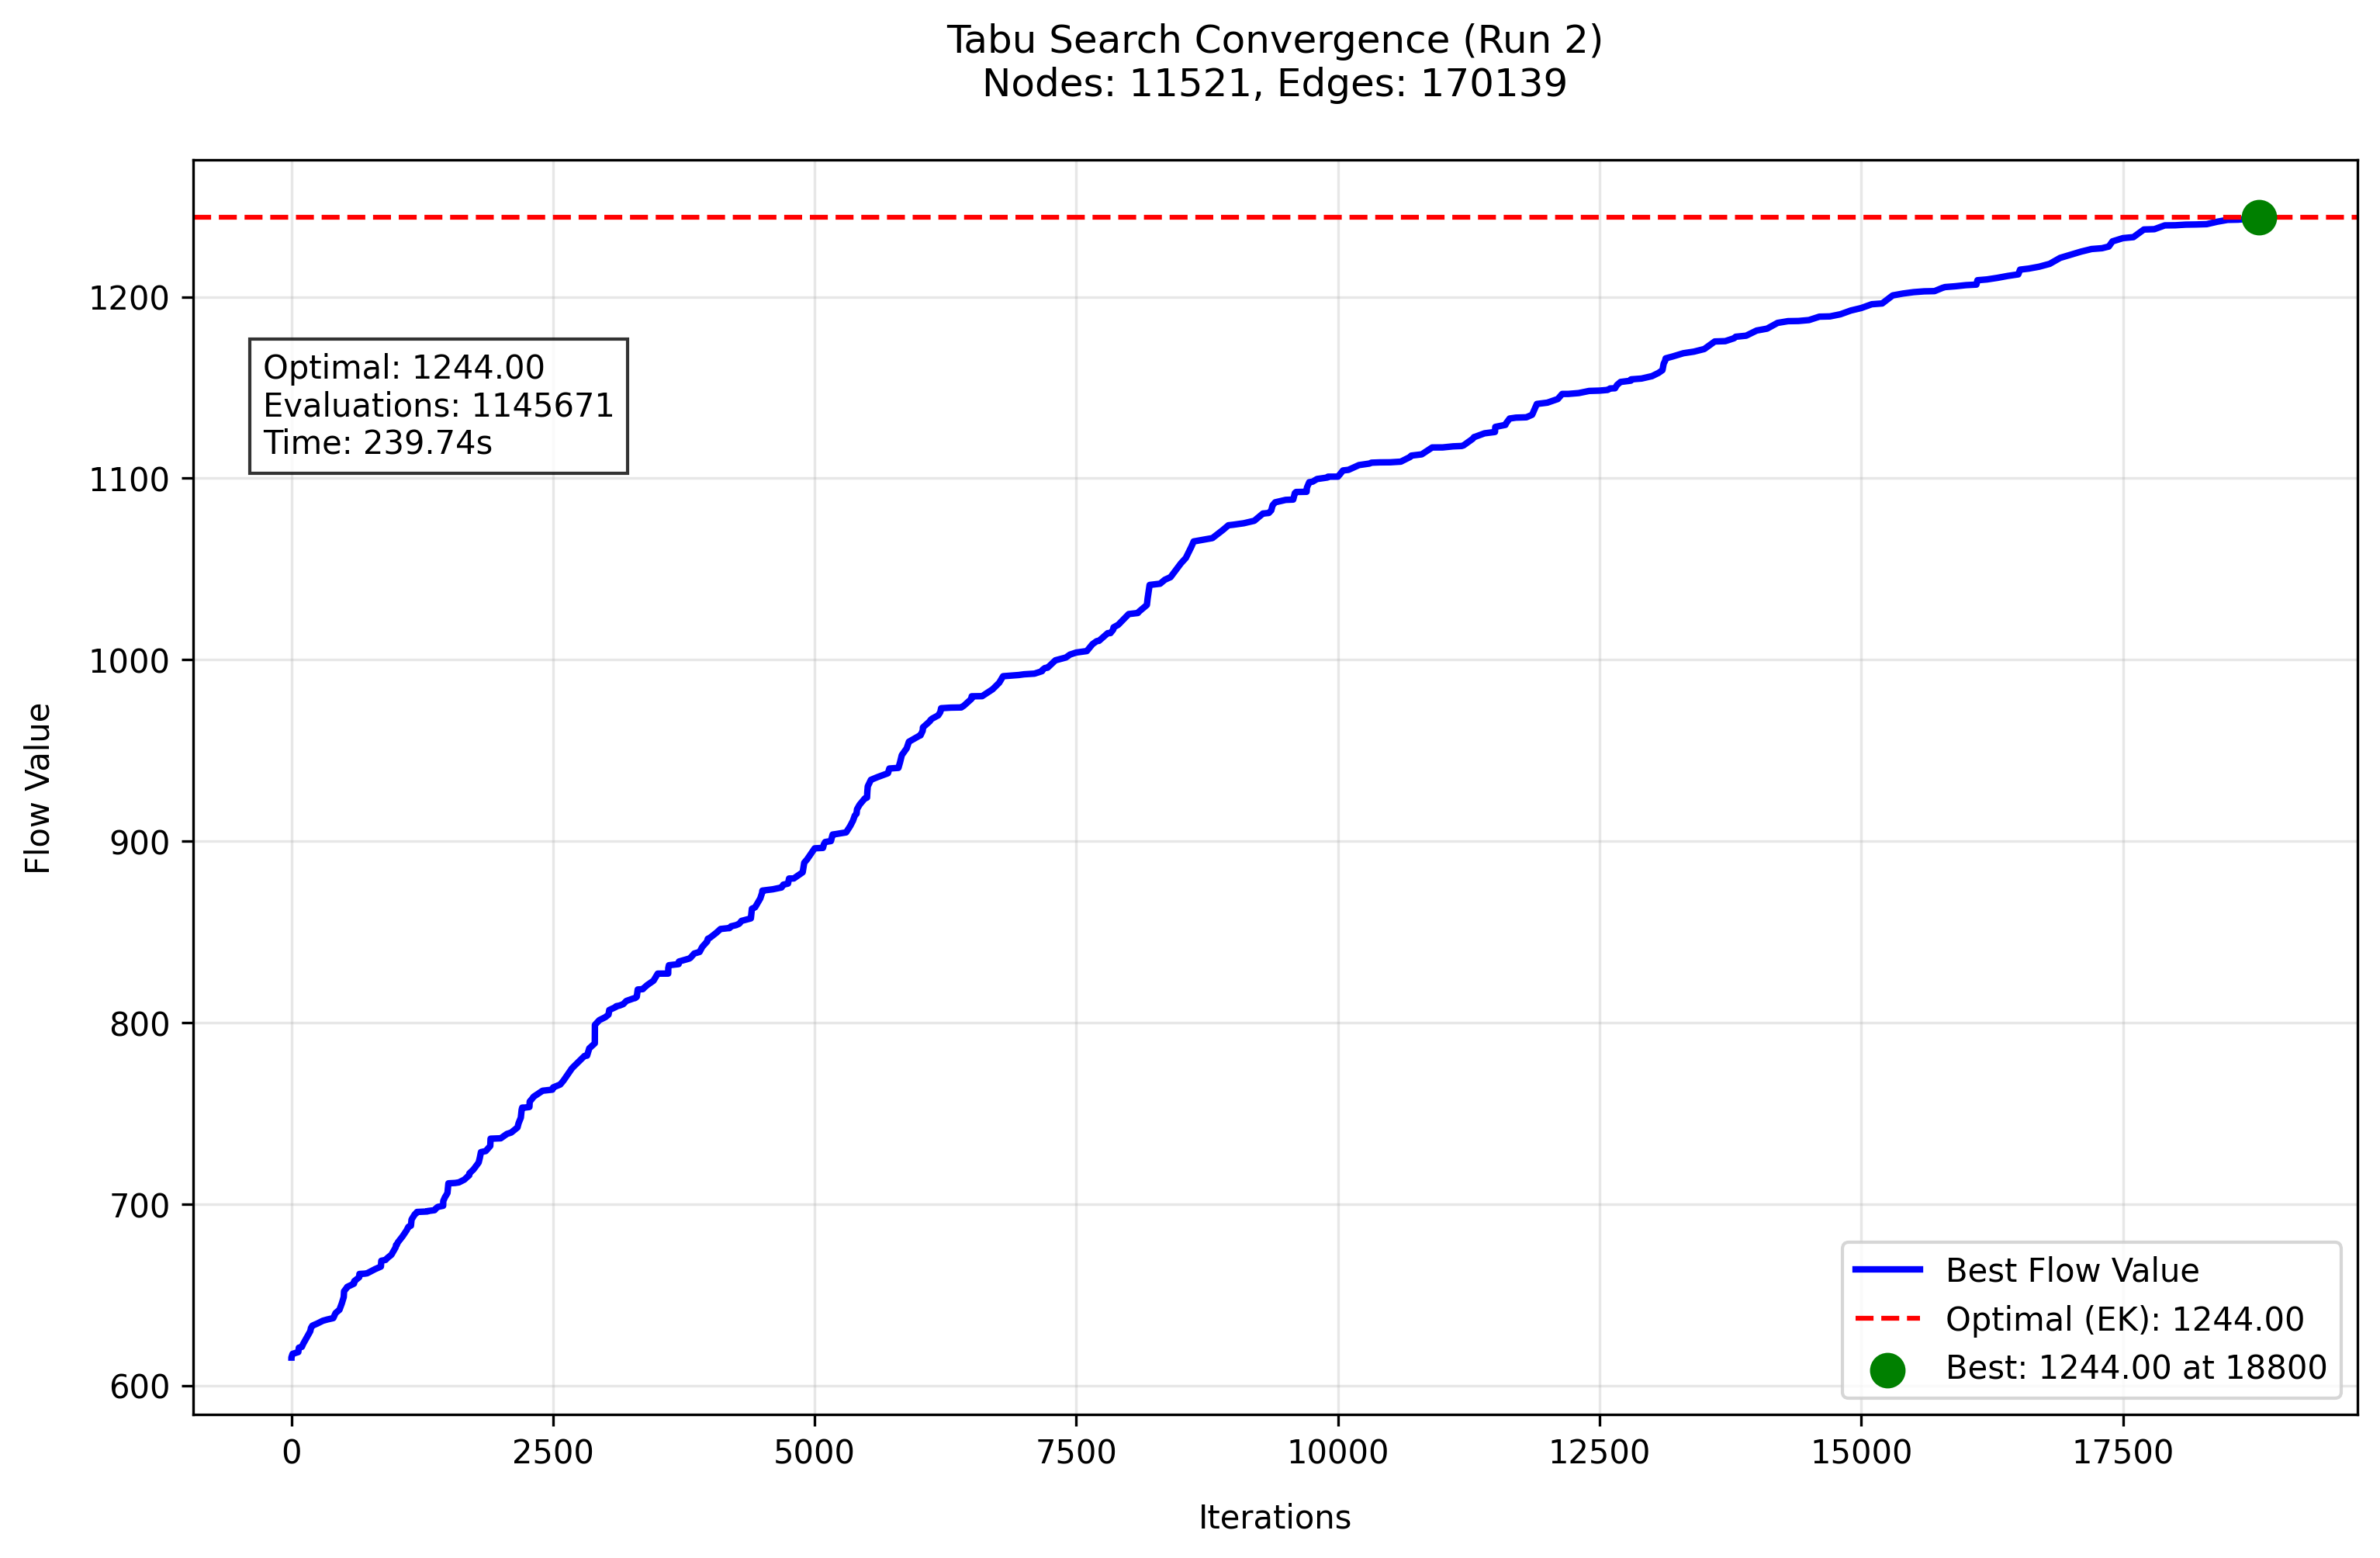 Tabu Search Convergence (Run 2)
Nodes: 11521, Edges: 170139
Optimal: 1244.00
Evaluations: 1145671
Time: 239.74s
1200
1100
1000
900
800
700
600
Flow Value
Best Flow Value
Optimal (EK): 1244.00
Best: 1244.00 at 18800
0 2500 5000 7500 10000 12500 15000 17500
Iterations